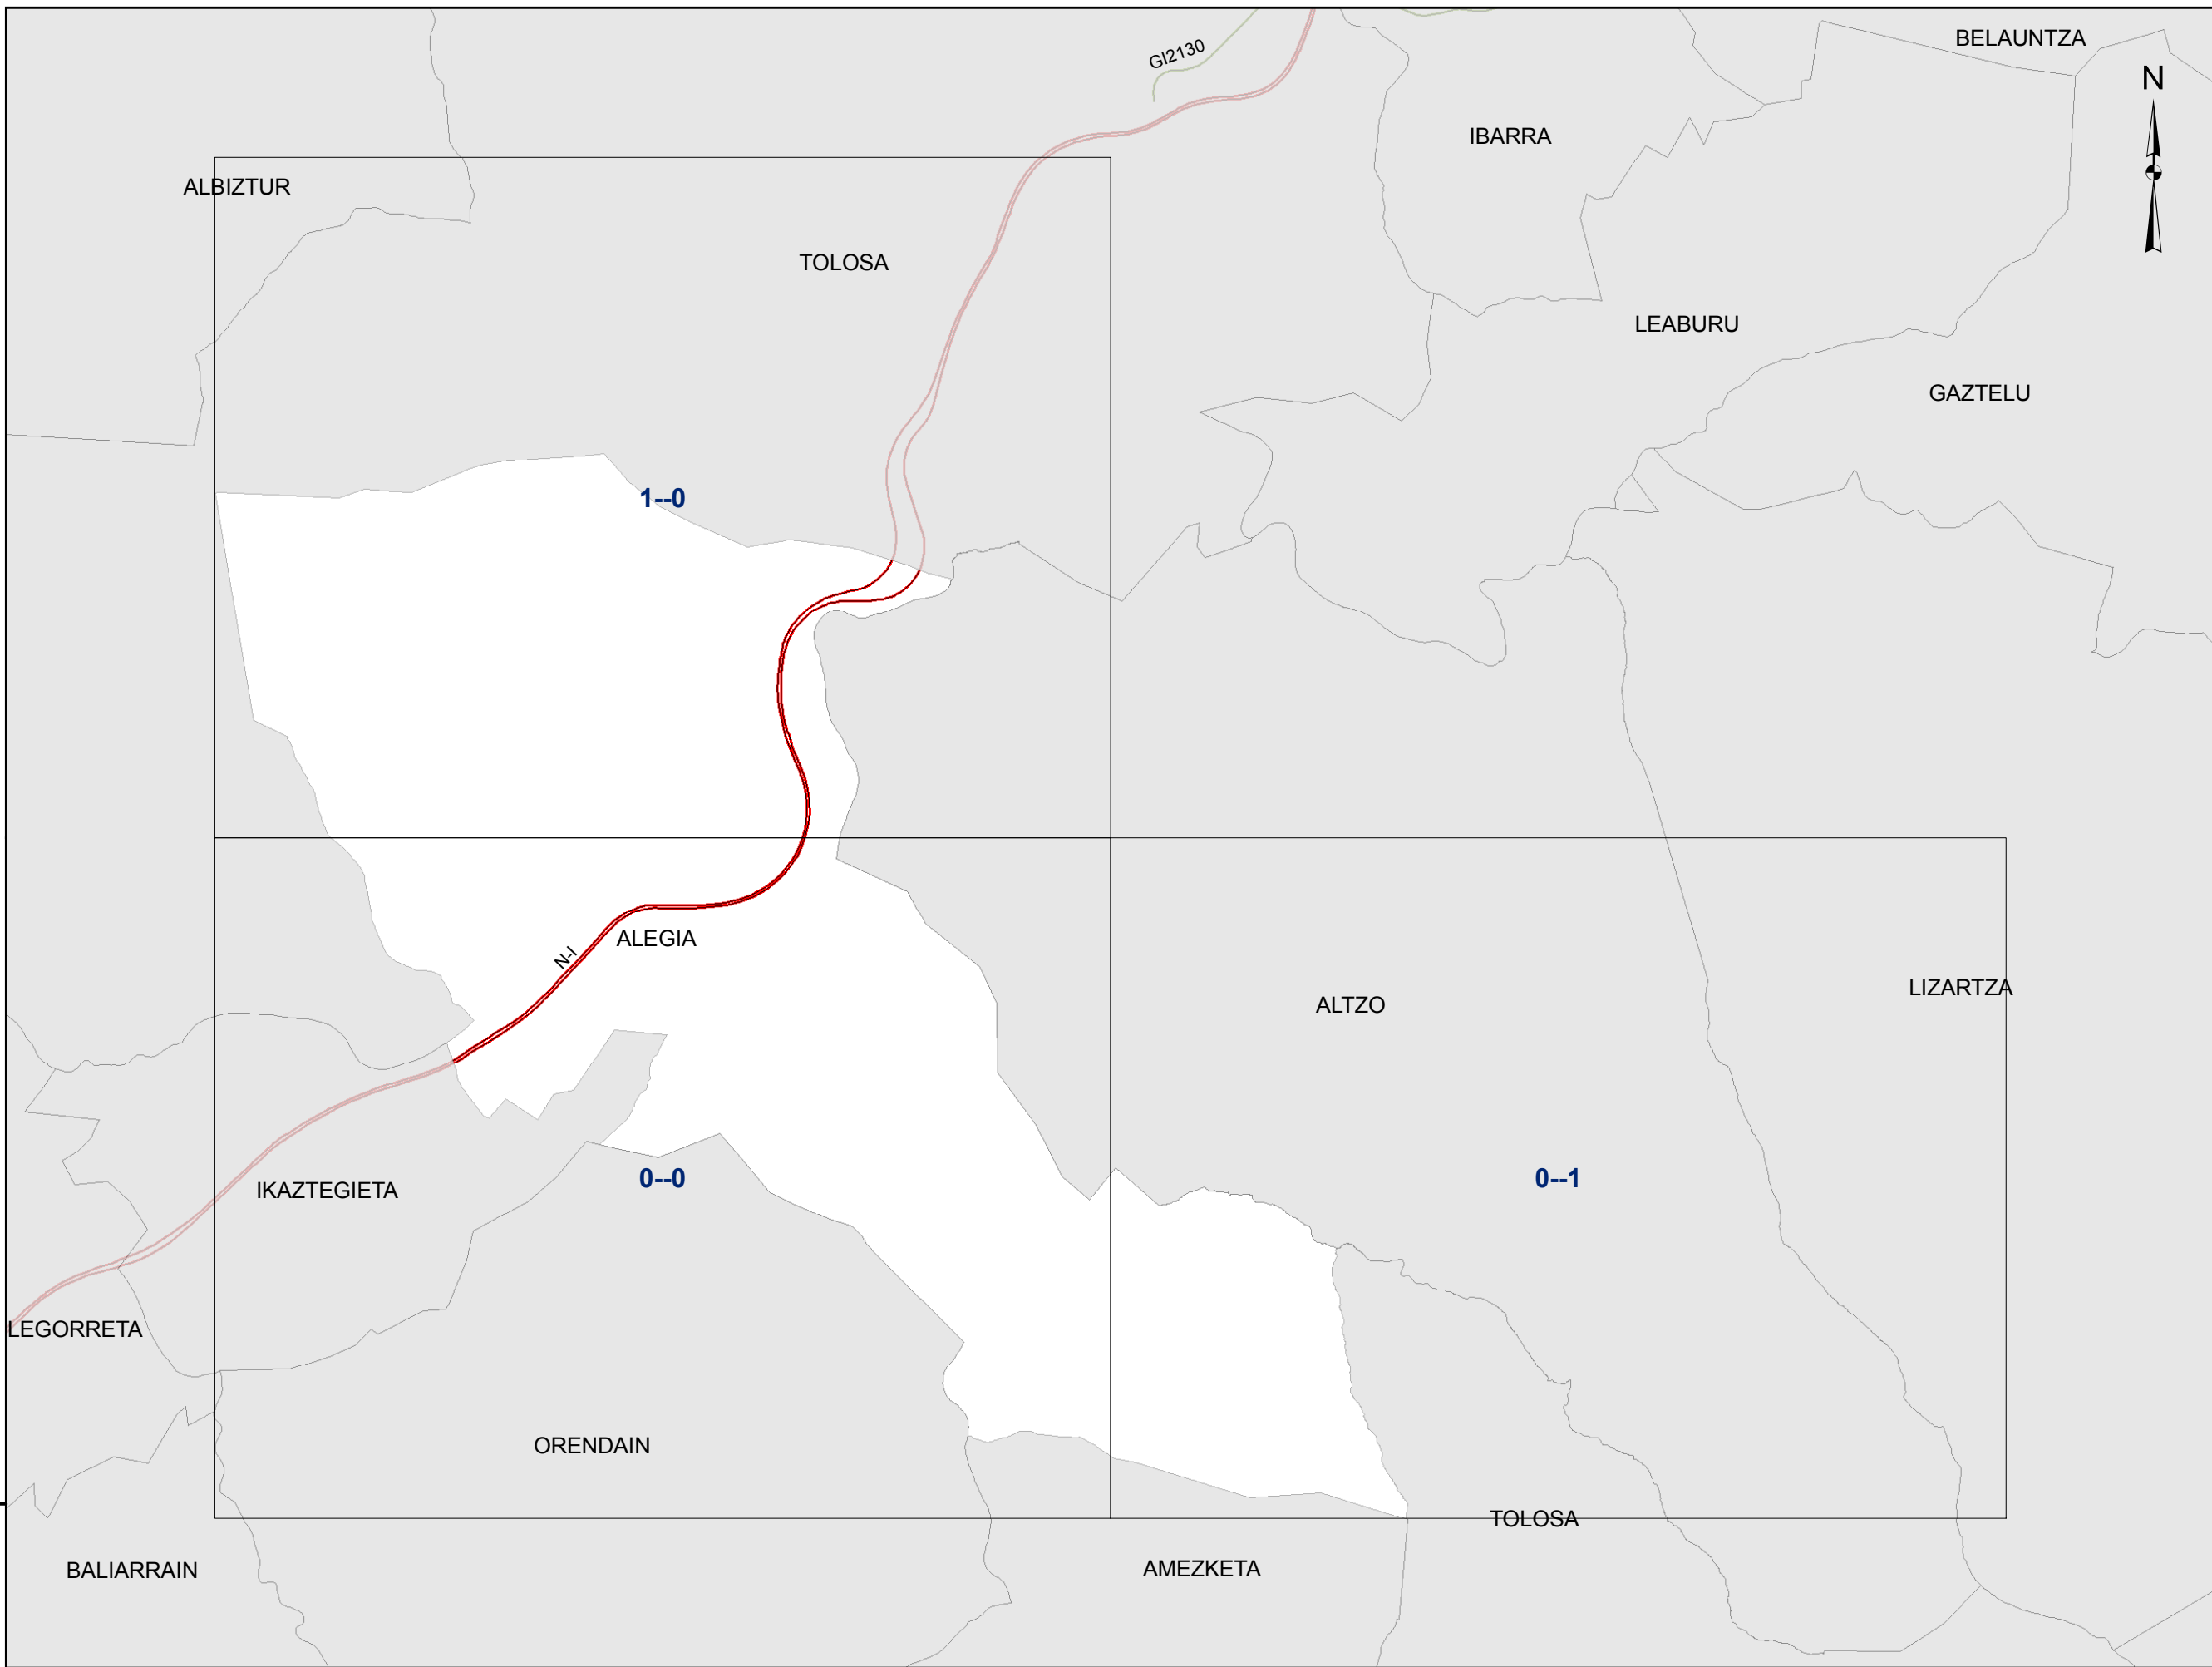 BELAUNTZA
GI2130
N
IBARRA
ALBIZTUR
TOLOSA
LEABURU
GAZTELU
1--0
ALEGIA
N-I
LIZARTZA
ALTZO
0--0
0--1
IKAZTEGIETA
LEGORRETA
ORENDAIN
TOLOSA
AMEZKETA
BALIARRAIN